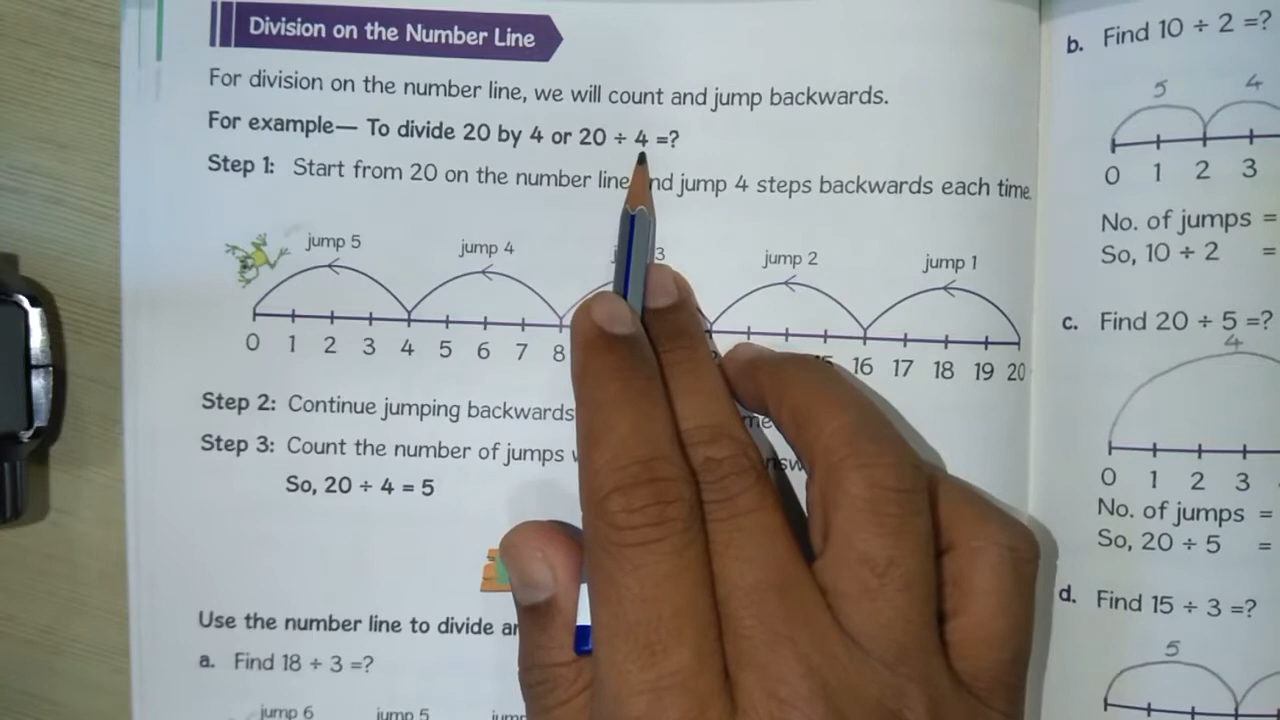 Division on the Number Line
For division on the number line, we will count and jump backwards.
For example— To divide 20 by 4 or 20 ÷ 4 =?
Step 1: Start from 20 on the number line and jump 4 steps backwards each time.
jump 5 jump 4 3 jump 2 jump 1
0 1 2 3 4 5 6 7 8 16 17 18 19 20
Step 2: Continue jumping backwards
Step 3: Count the number of jumps
So, 20 ÷ 4 = 5
Use the number line to divide
a. Find 18 ÷ 3 =?
jump 6 jump 5
b. Find 10 ÷ 2 =?
5 4
0 1 2 3
No. of jumps =
So, 10 ÷ 2 =
c. Find 20 ÷ 5 =?
4
0 1 2 3
No. of jumps =
So, 20 ÷ 5 =
d. Find 15 ÷ 3 =?
5